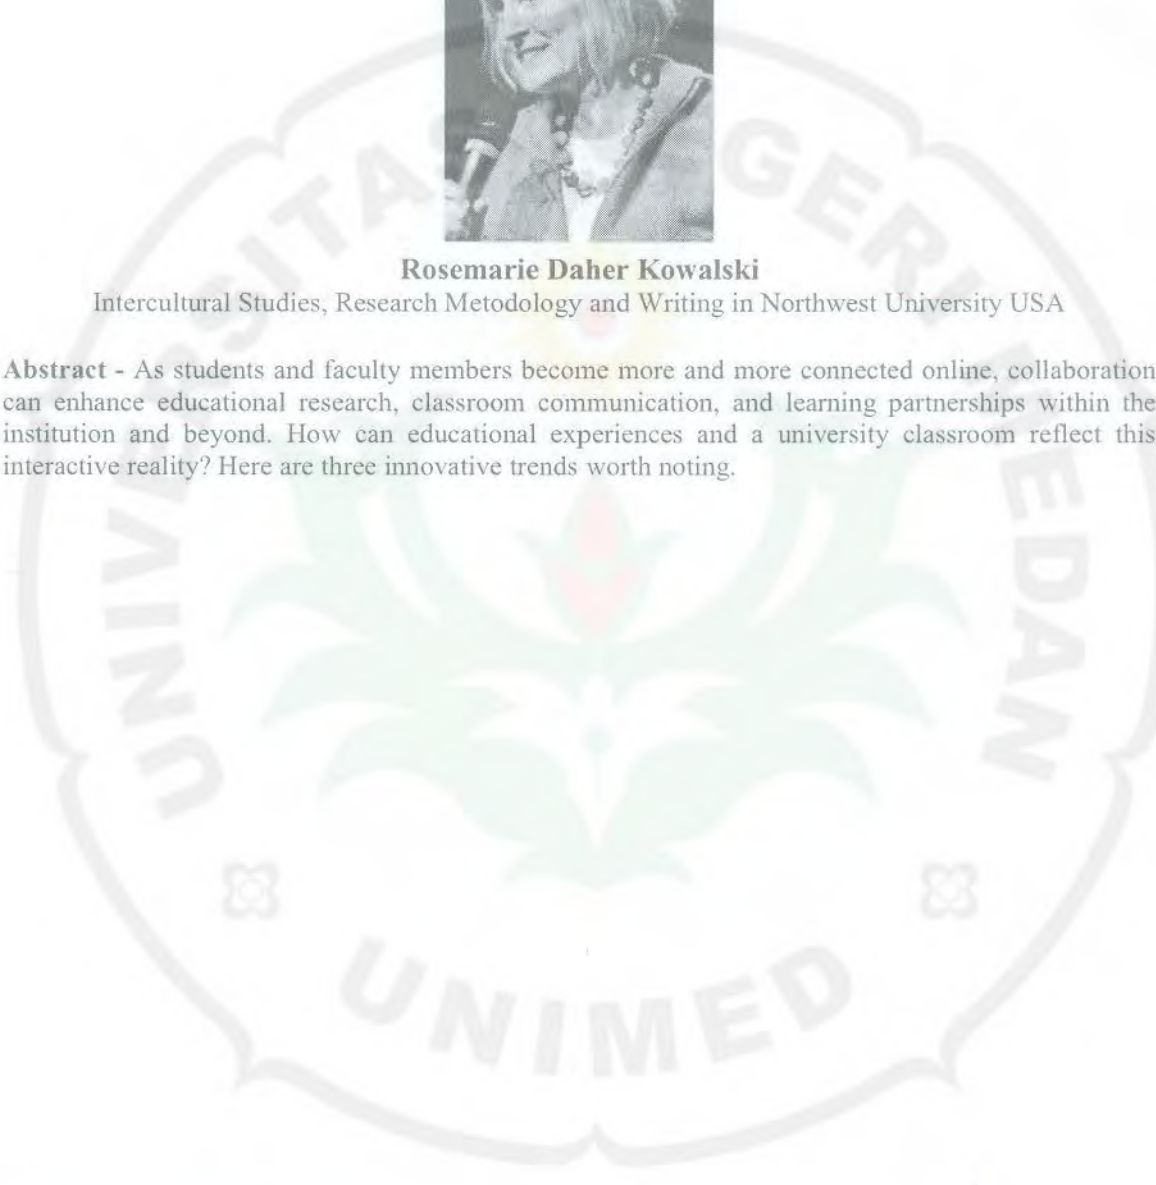 Rosemarie Daher Kowalski
Intercultural Studies, Research Metodology and Writing in Northwest University USA
Abstract - As students and faculty members become more and more connected online, collaboration
can enhance educational research, classroom communication, and learning partnerships within the
institution and beyond. How can educational experiences and a university classroom reflect this
interactive reality? Here are three innovative trends worth noting.
UNIVERSITAS NEGERI MEDAN
UNIMED